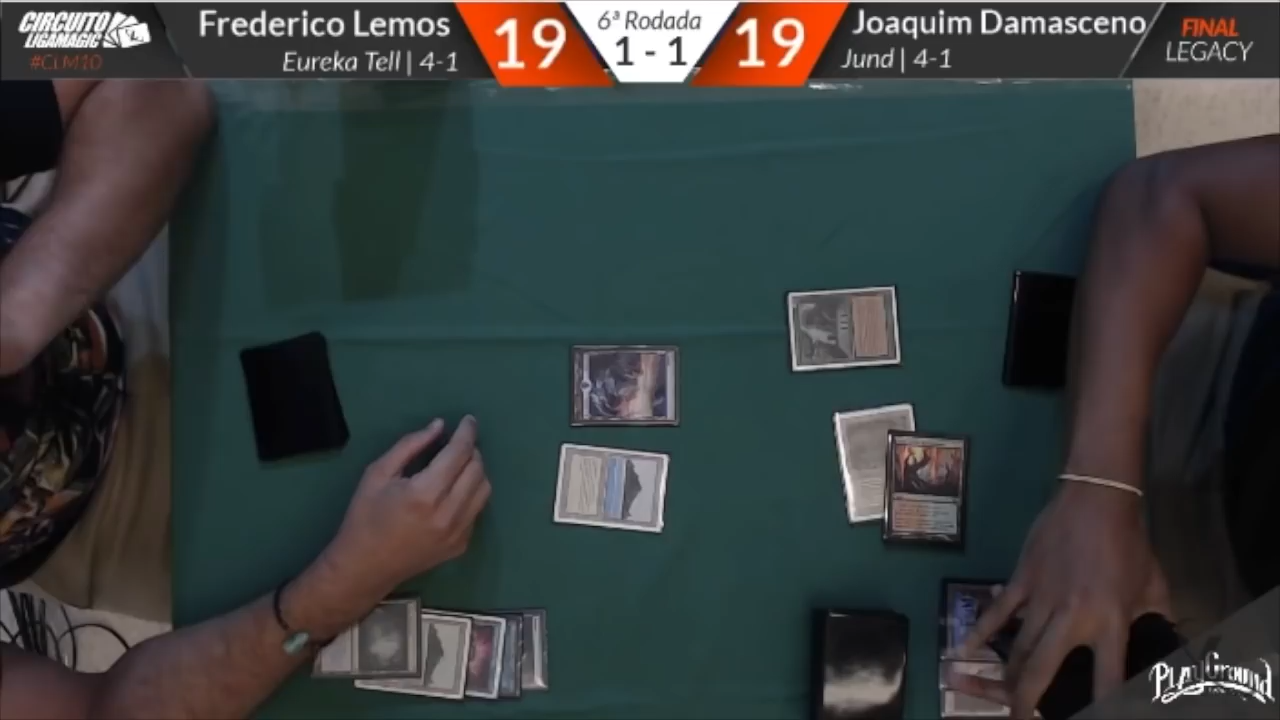 CIRCUITO
LIGAMAGIC
#CLM10
Frederico Lemos
Eureka Tell | 4-1
19
6ª Rodada
1 - 1
19
Joaquim Damasceno
Jund | 4-1
FINAL
LEGACY
PLAYGROUND